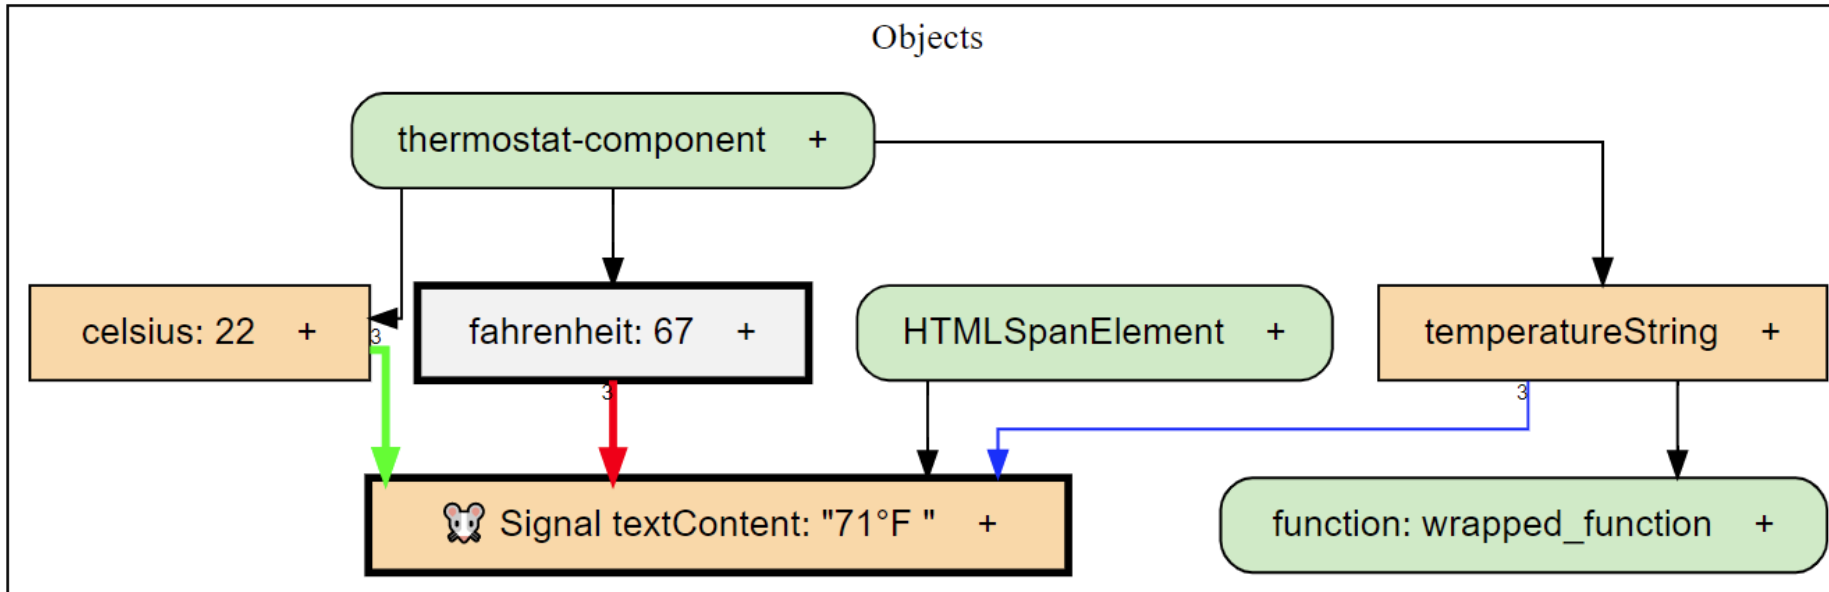 Objects
thermostat-component +
celsius: 22 +
3
fahrenheit: 67 +
3
HTMLSpanElement +
temperatureString +
3
🐭 Signal textContent: "71°F " +
function: wrapped_function +